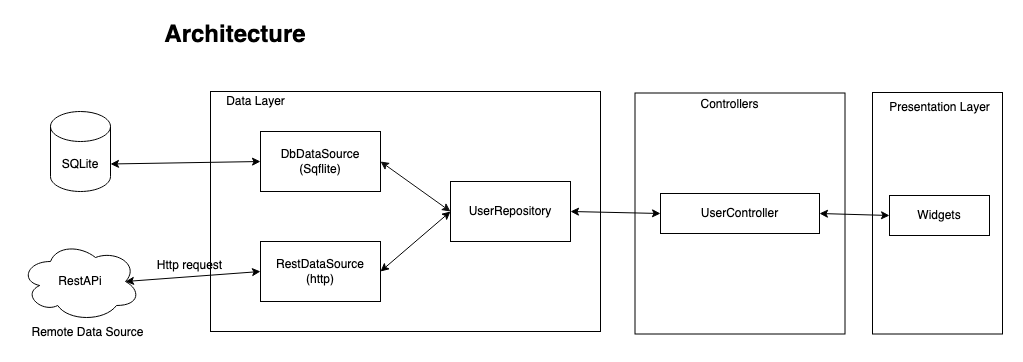 Architecture
Data Layer
Controllers
Presentation Layer
SQLite
DbDataSource
(Sqflite)
UserRepository
UserController
Widgets
Http request
RestDataSource
(http)
RestAPi
Remote Data Source